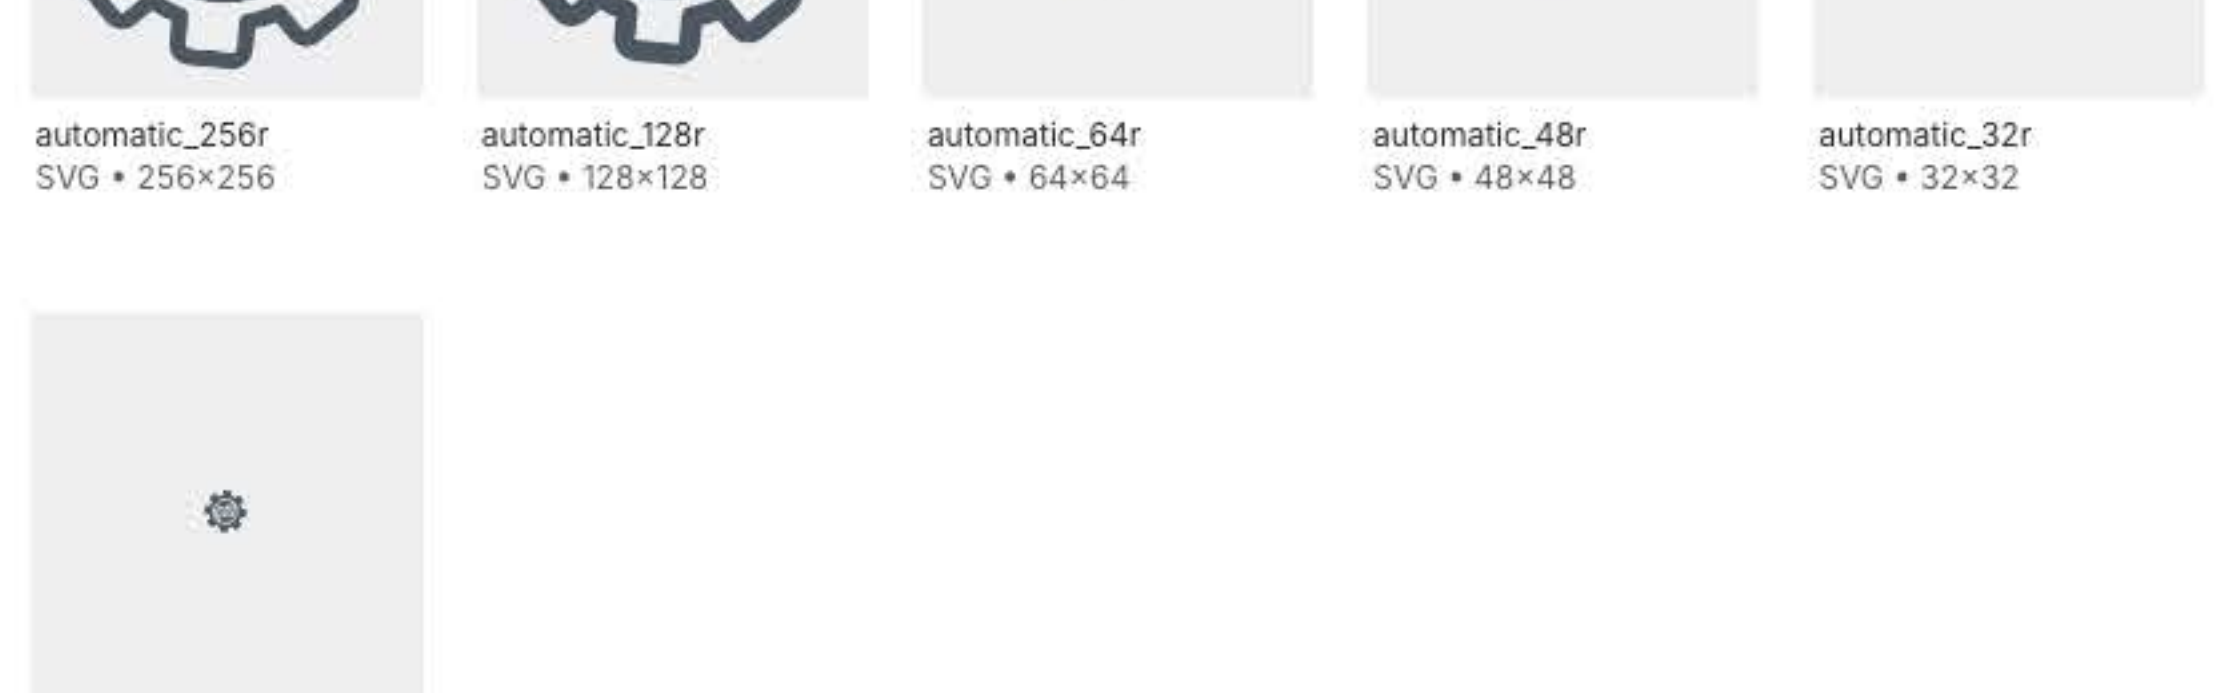 automatic_256r
SVG • 256×256
automatic_128r
SVG • 128×128
automatic_64r
SVG • 64×64
automatic_48r
SVG • 48×48
automatic_32r
SVG • 32×32